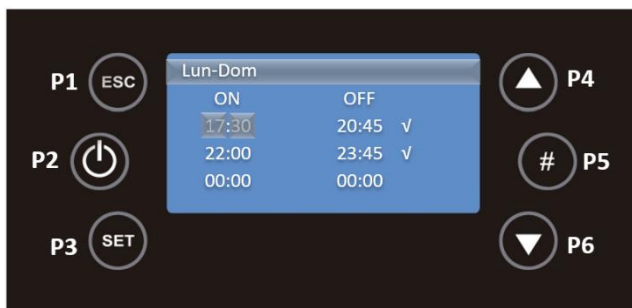 Lun-Dom
P1 ESC
ON OFF
P4
17:30 20:45 √
P2
22:00 23:45 √
# P5
00:00 00:00
P3 SET
P6